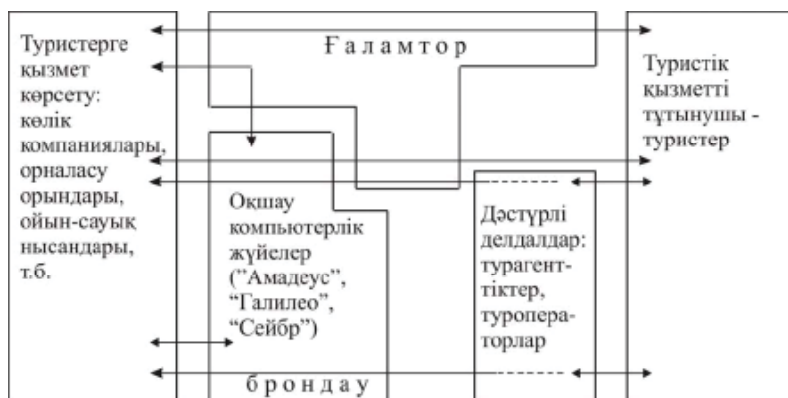 Туристерге
қызмет
көрсету:
көлік
компаниялары,
орналасу
орындары,
ойын-сауық
нысандары,
т.б.
Ғаламтор
Оқшау
компьютерлік
жүйелер
(”Амадеус”,
“Галилео”,
“Сейбр”)
брондау
Дәстүрлі
делдалдар:
турагент-
тіктер,
туропера-
торлар
Туристік
қызметті
тұтынушы -
туристер